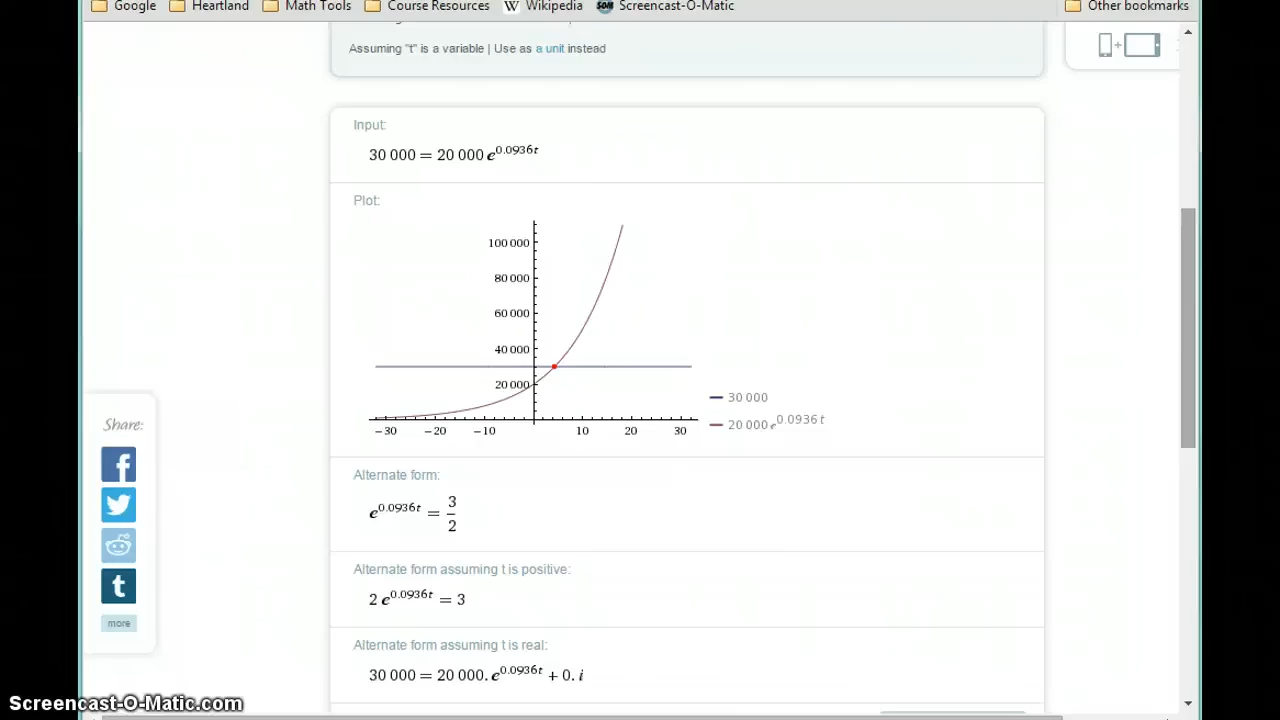 Google Heartland Math Tools Course Resources W Wikipedia SOM Screencast-O-Matic Other bookmarks
Assuming "t" is a variable | Use as a unit instead
Input:
30 000 = 20 000 e^0.0936t
Plot:
100 000
80 000
60 000
40 000
20 000
−30 −20 −10 10 20 30
30 000
20 000 e^0.0936 t
Alternate form:
e^0.0936t = 3/2
Alternate form assuming t is positive:
2 e^0.0936t = 3
Alternate form assuming t is real:
30 000 = 20 000. e^0.0936t + 0. i
Share:
f
t
more
Screencast-O-Matic.com